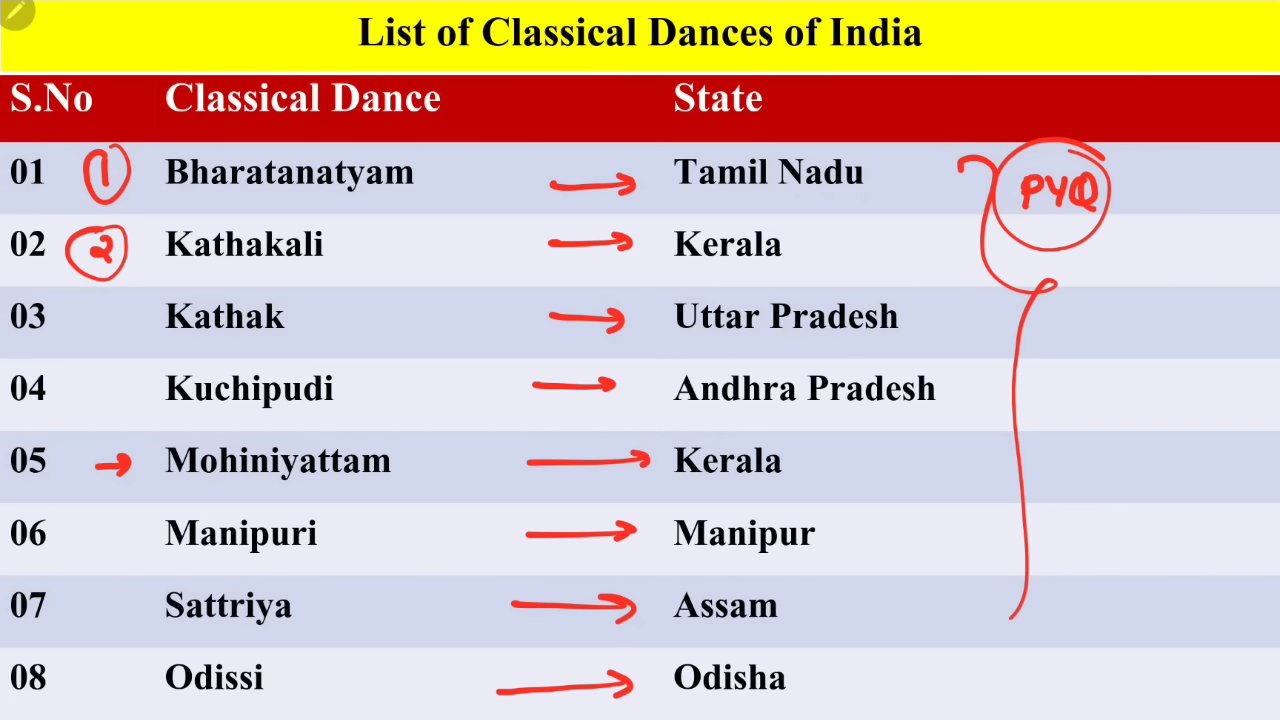 List of Classical Dances of India
S.No Classical Dance State
01 1 Bharatanatyam Tamil Nadu
PYQ
02 2 Kathakali Kerala
03 Kathak Uttar Pradesh
04 Kuchipudi Andhra Pradesh
05 Mohiniyattam Kerala
06 Manipuri Manipur
07 Sattriya Assam
08 Odissi Odisha